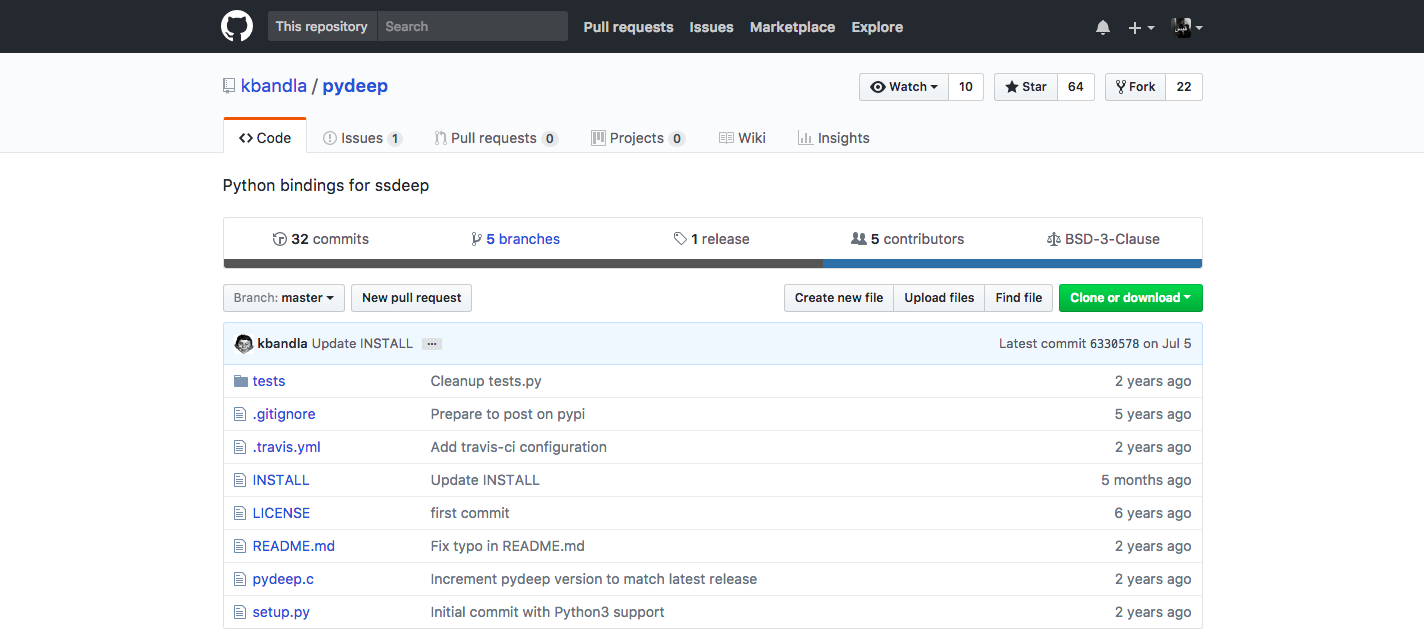 This repository Search Pull requests Issues Marketplace Explore
kbandla / pydeep Watch 10 Star 64 Fork 22
Code Issues 1 Pull requests 0 Projects 0 Wiki Insights
Python bindings for ssdeep
32 commits 5 branches 1 release 5 contributors BSD-3-Clause
Branch: master New pull request Create new file Upload files Find file Clone or download
kbandla Update INSTALL ... Latest commit 6330578 on Jul 5
tests Cleanup tests.py 2 years ago
.gitignore Prepare to post on pypi 5 years ago
.travis.yml Add travis-ci configuration 2 years ago
INSTALL Update INSTALL 5 months ago
LICENSE first commit 6 years ago
README.md Fix typo in README.md 2 years ago
pydeep.c Increment pydeep version to match latest release 2 years ago
setup.py Initial commit with Python3 support 2 years ago